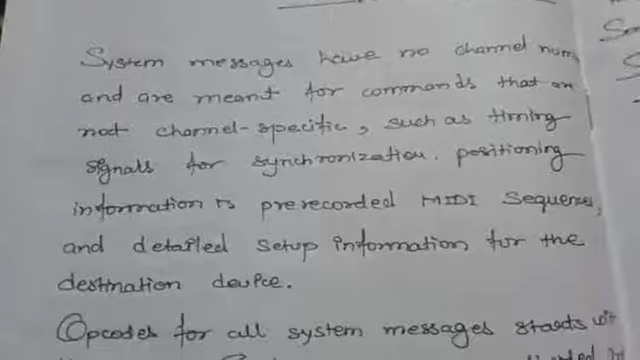 System messages have no channel num
and are meant for commands that are
not channel-specific, such as timing
signals for synchronization. positioning
information is prerecorded MIDI Sequences,
and detailed setup information for the
destination device.
Opcodes for all system messages starts with